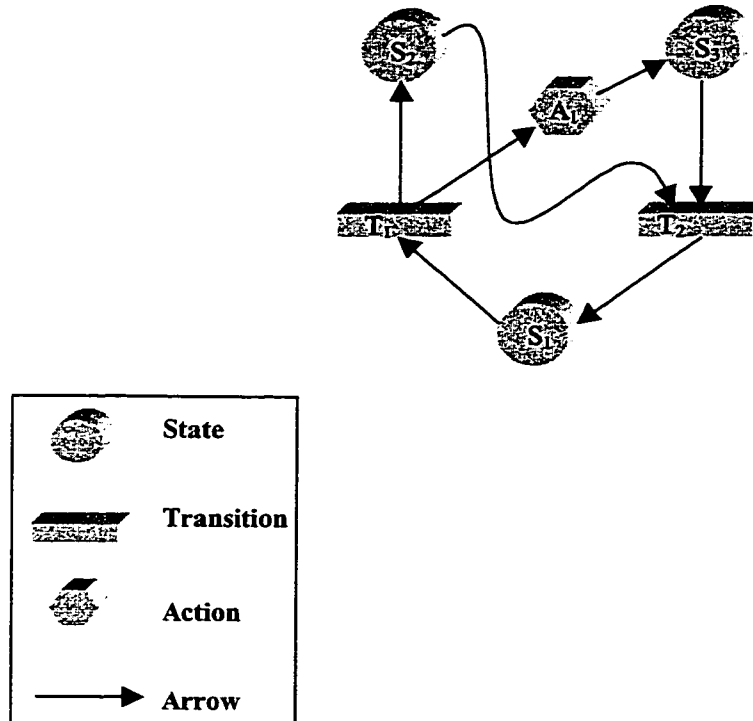 S₂
S₃
A₁
T₁
T₂
S₁
State
Transition
Action
Arrow